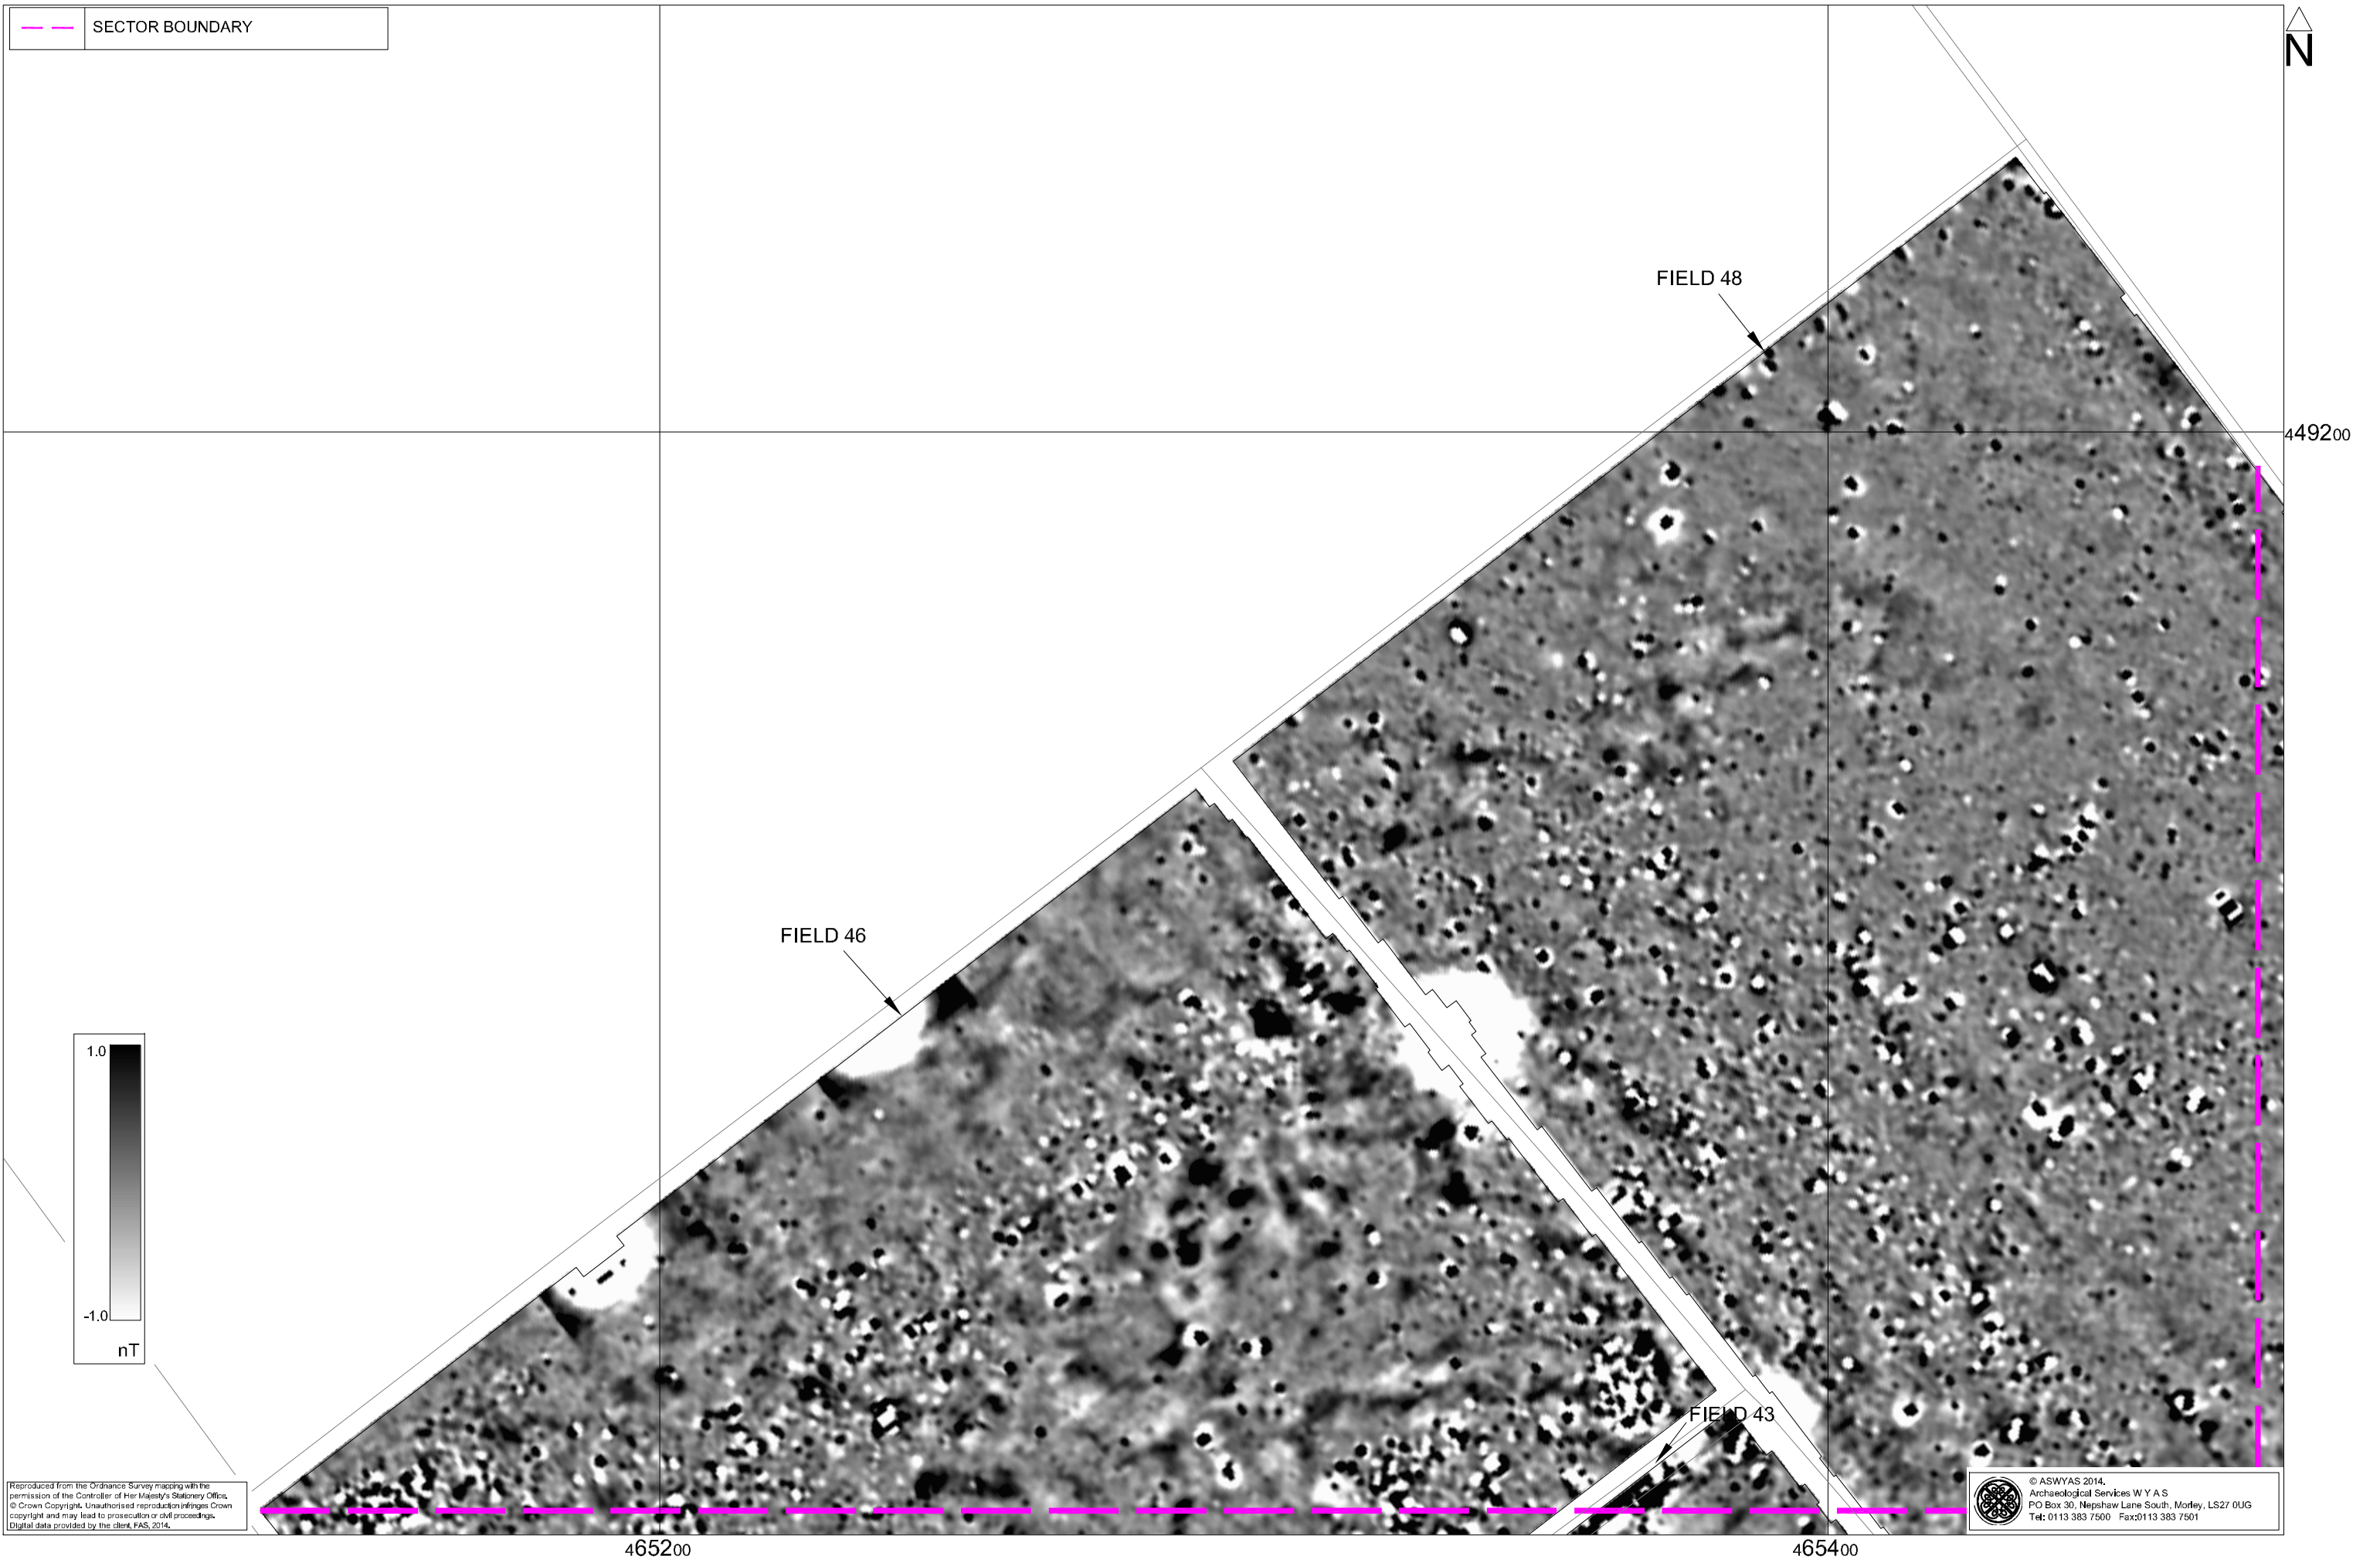 SECTOR BOUNDARY
N
FIELD 48
449200
FIELD 46
1.0
-1.0
nT
FIELD 43
Reproduced from the Ordnance Survey mapping with the
permission of the Controller of Her Majesty's Stationery Office.
© Crown Copyright. Unauthorised reproduction infringes Crown
copyright and may lead to prosecution or civil proceedings.
Digital data provided by the client, FAS, 2014.
© ASWYAS 2014.
Archaeological Services W Y A S
PO Box 30, Nepshaw Lane South, Morley, LS27 0UG
Tel: 0113 383 7500 Fax:0113 383 7501
465200
465400